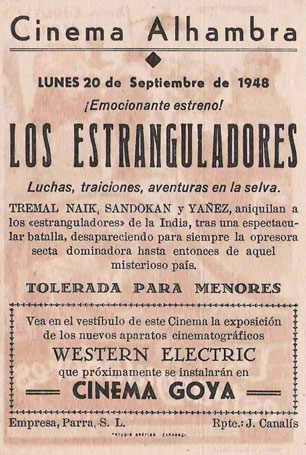 Cinema Alhambra
LUNES 20 de Septiembre de 1948
¡Emocionante estreno!
LOS ESTRANGULADORES
Luchas, traiciones, aventuras en la selva.
TREMAL NAIK, SANDOKAN y YAÑEZ, aniquilan a
los «estranguladores» de la India, tras una espectacu-
lar batalla, desapareciendo para siempre la opresora
secta dominadora hasta entonces de aquel
misterioso país.
TOLERADA PARA MENORES
Vea en el vestíbulo de este Cinema la exposición
de los nuevos aparatos cinematográficos
WESTERN ELECTRIC
que próximamente se instalarán en
CINEMA GOYA
Empresa, Parra, S. L. Rpte.: J. Canalís